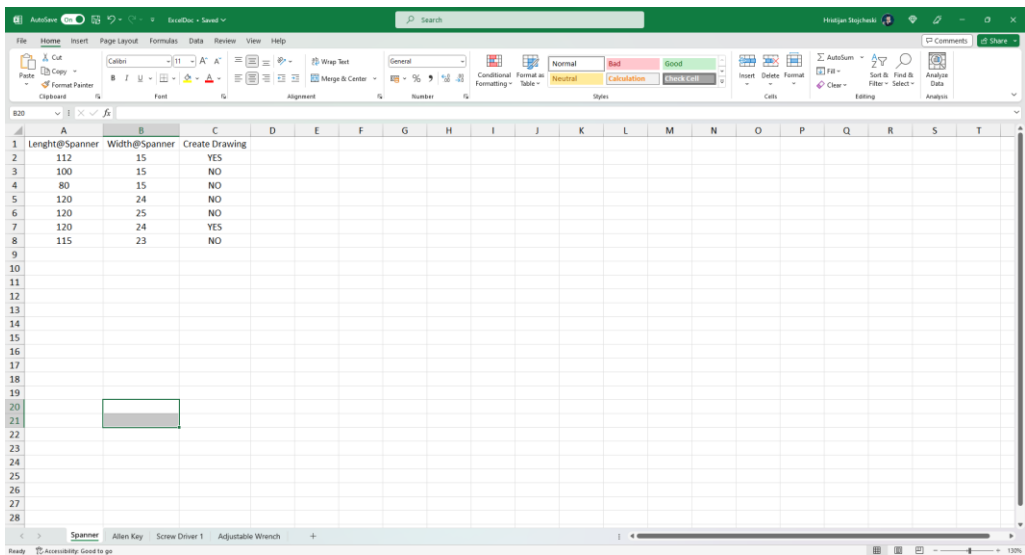 AutoSave On ExcelDoc • Saved Search Hristijan Stojcheski
File Home Insert Page Layout Formulas Data Review View Help Comments Share
Paste Cut Copy Format Painter Calibri 11 Wrap Text General Conditional Formatting Format as Table Normal Bad Good Insert Delete Format AutoSum Fill Clear Sort & Filter Find & Select Analyze Data
B I U Merge & Center Neutral Calculation Check Cell
Clipboard Font Alignment Number Styles Cells Editing Analysis
B20 fx
A B C D E F G H I J K L M N O P Q R S T
1 Lenght@Spanner Width@Spanner Create Drawing
2 112 15 YES
3 100 15 NO
4 80 15 NO
5 120 24 NO
6 120 25 NO
7 120 24 YES
8 115 23 NO
9
10
11
12
13
14
15
16
17
18
19
20
21
22
23
24
25
26
27
28
Spanner Allen Key Screw Driver 1 Adjustable Wrench
Ready Accessibility: Good to go 130%